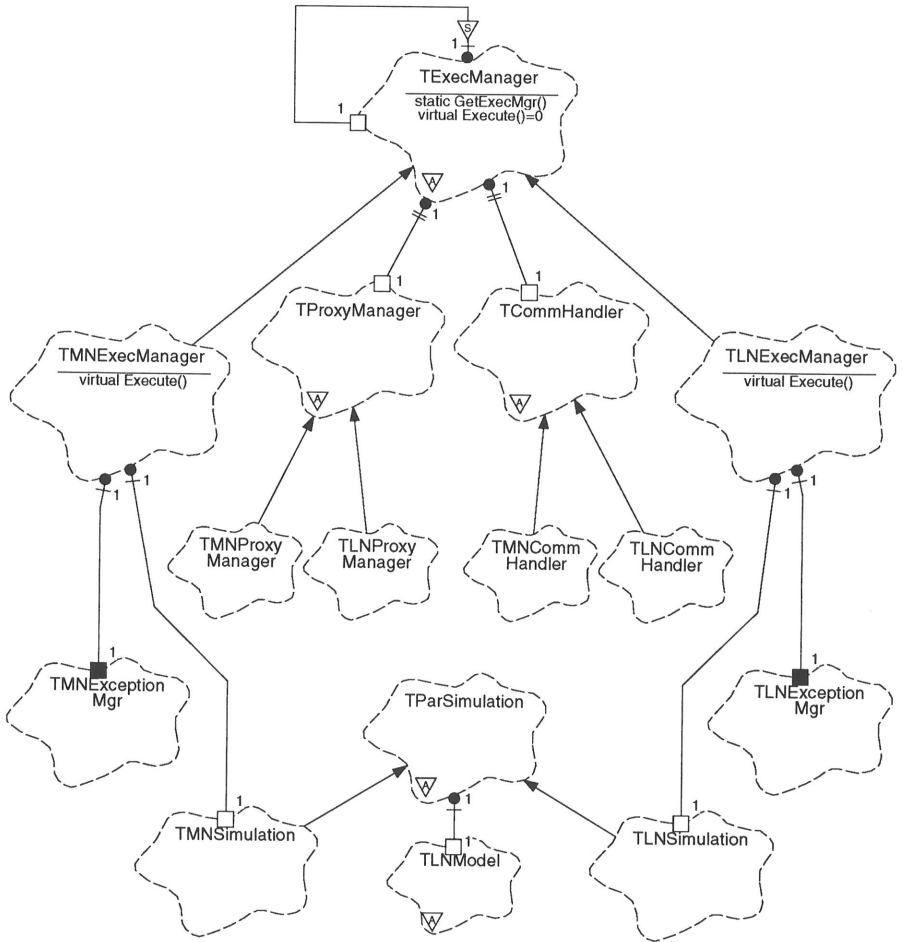 S
1
TExecManager
static GetExecMgr()
virtual Execute()=0
1
A
1
1
1
1
TProxyManager
TCommHandler
TMNExecManager
virtual Execute()
TLNExecManager
virtual Execute()
A
A
1
1
1
1
TMNProxy
Manager
TLNProxy
Manager
TMNComm
Handler
TLNComm
Handler
1
1
TMNException
Mgr
TParSimulation
TLNException
Mgr
A
1
1
1
TMNSimulation
1
TLNModel
TLNSimulation
A